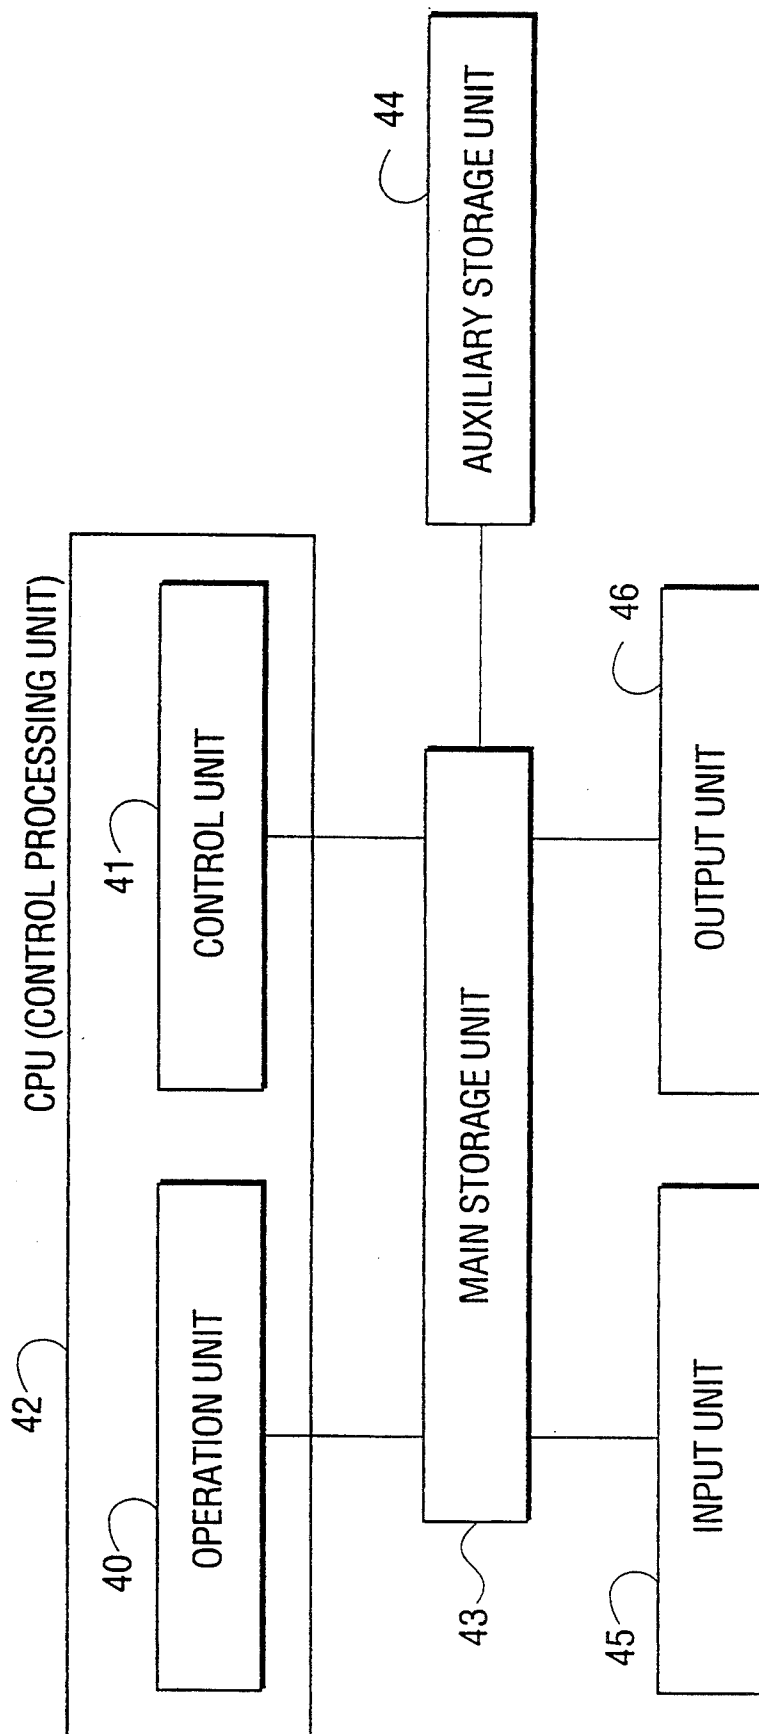 42
CPU (CONTROL PROCESSING UNIT)
40
OPERATION UNIT
41
CONTROL UNIT
43
MAIN STORAGE UNIT
44
AUXILIARY STORAGE UNIT
45
INPUT UNIT
46
OUTPUT UNIT